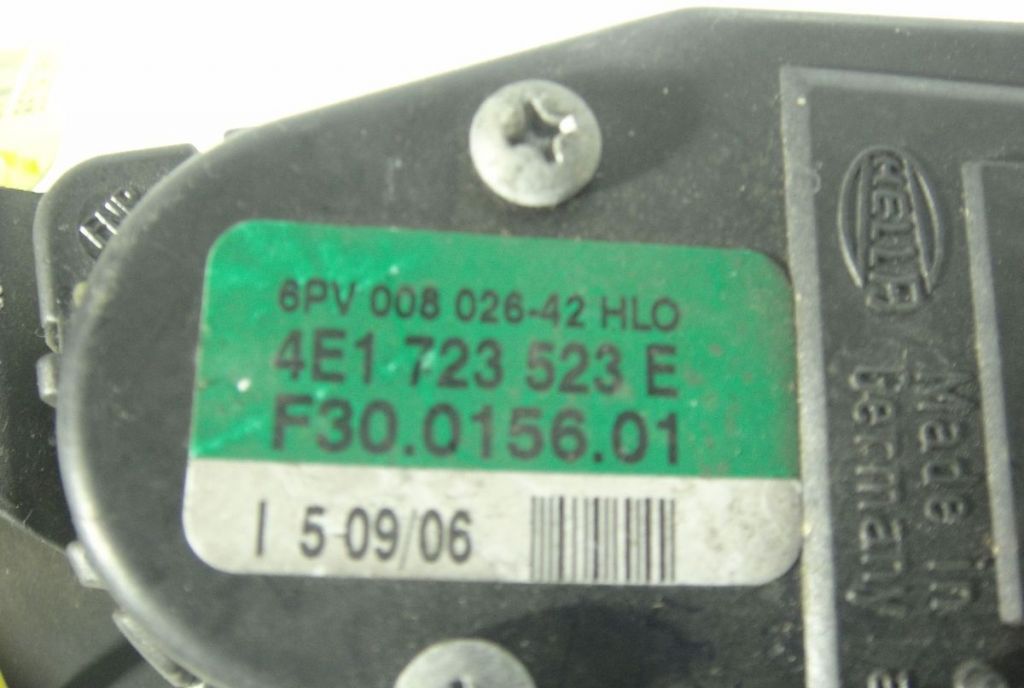 6PV 008 026-42 HLO
4E1 723 523 E
F30.0156.01
I 5-09/06
Hella
Made in
Germany